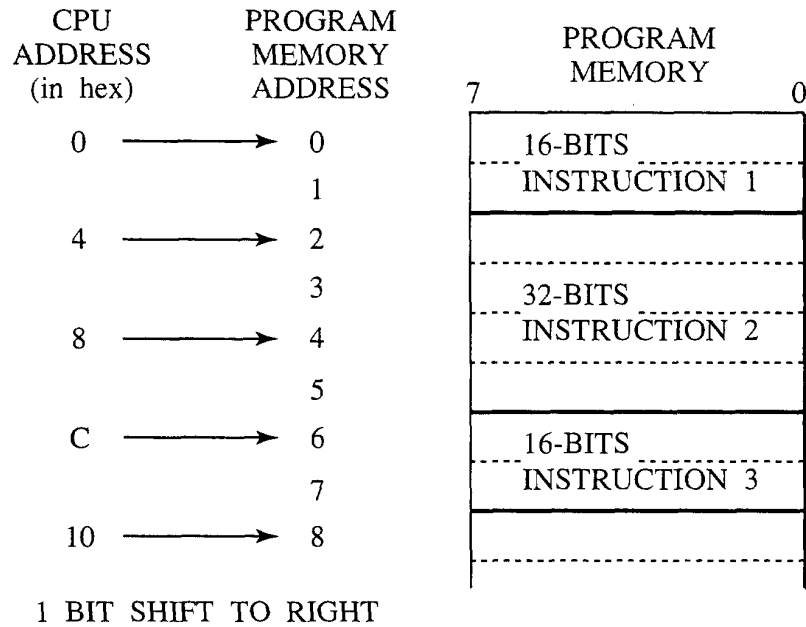 CPU
ADDRESS
(in hex)
PROGRAM
MEMORY
ADDRESS
PROGRAM
MEMORY
7 0
0 0
1
4 2
3
8 4
5
C 6
7
10 8
16-BITS
INSTRUCTION 1
32-BITS
INSTRUCTION 2
16-BITS
INSTRUCTION 3
1 BIT SHIFT TO RIGHT